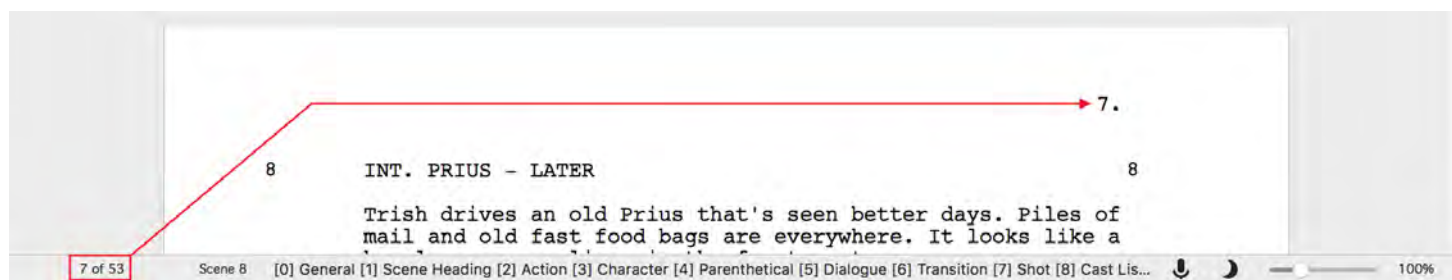 7.
8 INT. PRIUS - LATER 8
Trish drives an old Prius that's seen better days. Piles of
mail and old fast food bags are everywhere. It looks like a
7 of 53 Scene 8 [0] General [1] Scene Heading [2] Action [3] Character [4] Parenthetical [5] Dialogue [6] Transition [7] Shot [8] Cast Lis... 100%